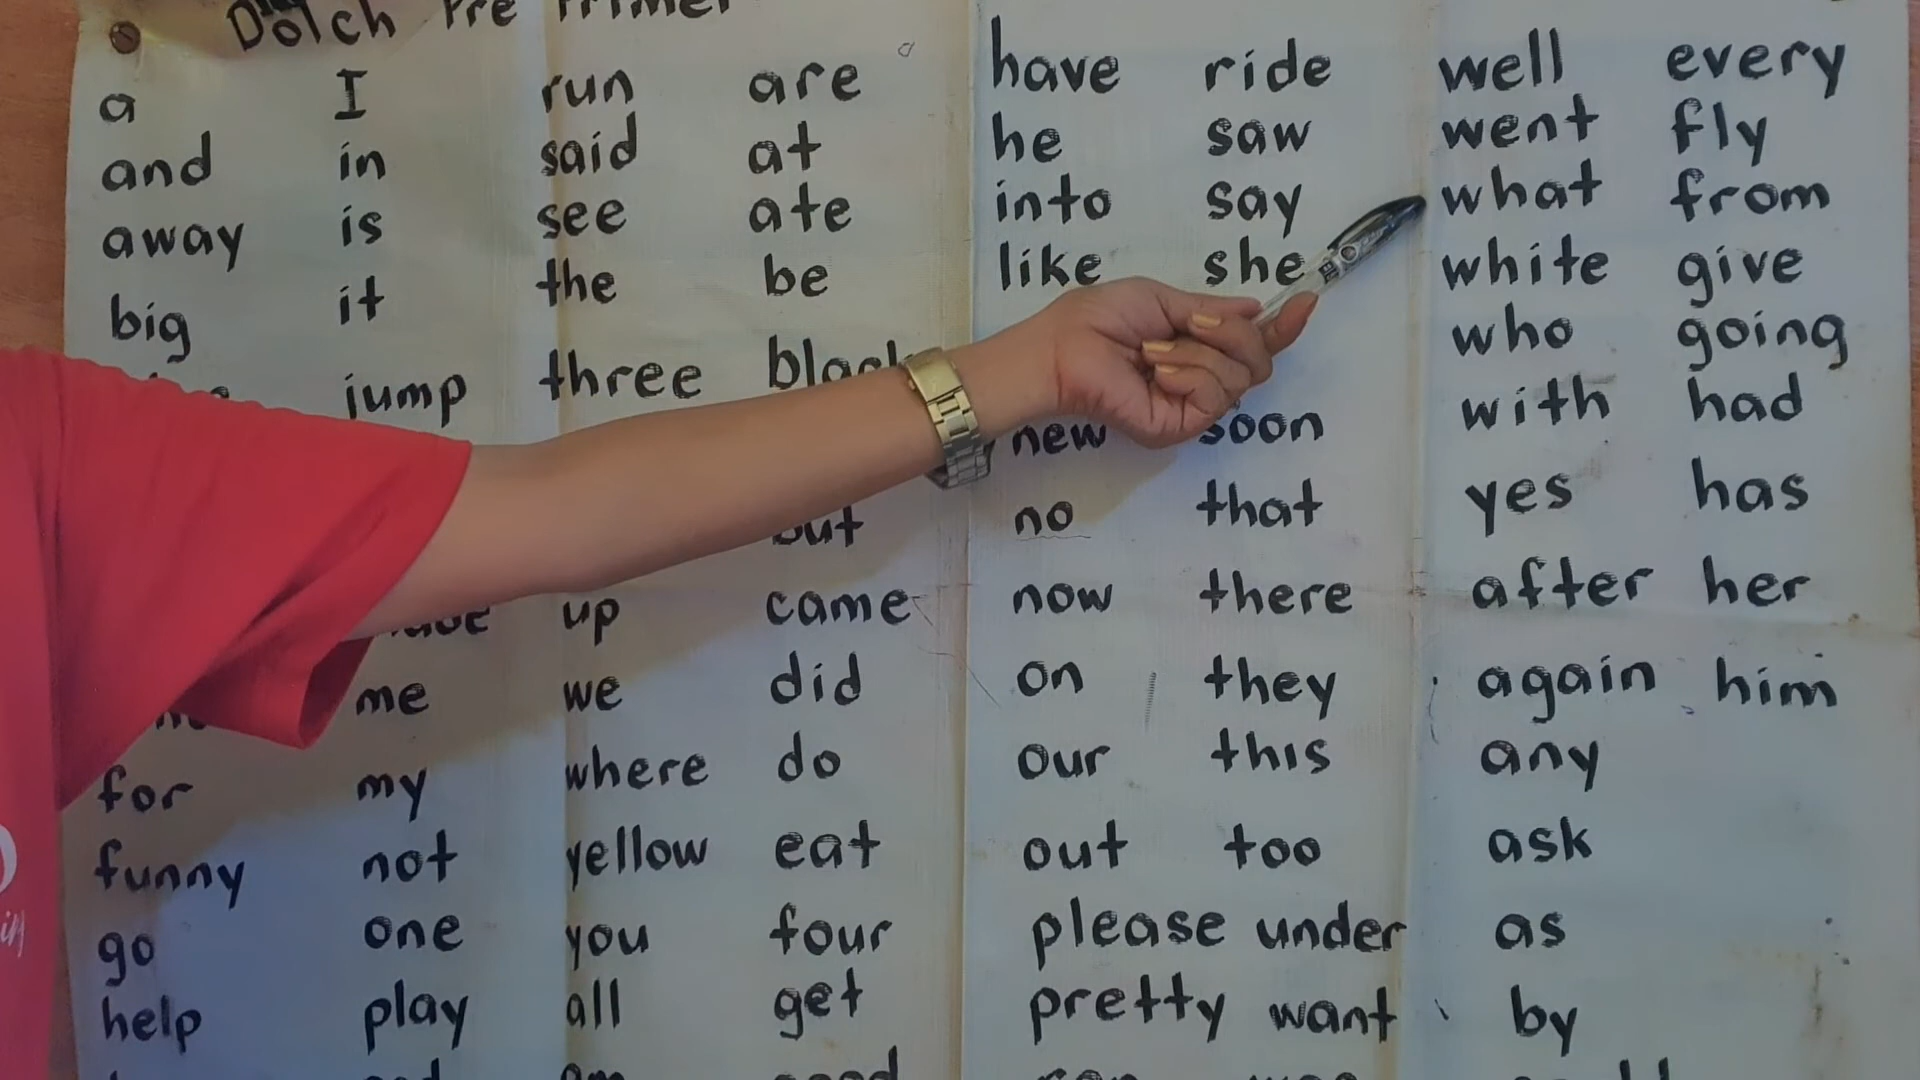 Dolch Pre Primer
a I run are have ride well every
and in said at he saw went fly
away is see ate into say what from
big it the be like she white give
who going
jump three with had
new soon
no that yes has
now there after her
up came
me we did on they again him
for my where do our this any
funny not yellow eat out too ask
go one you four please under as
help play all get pretty want by